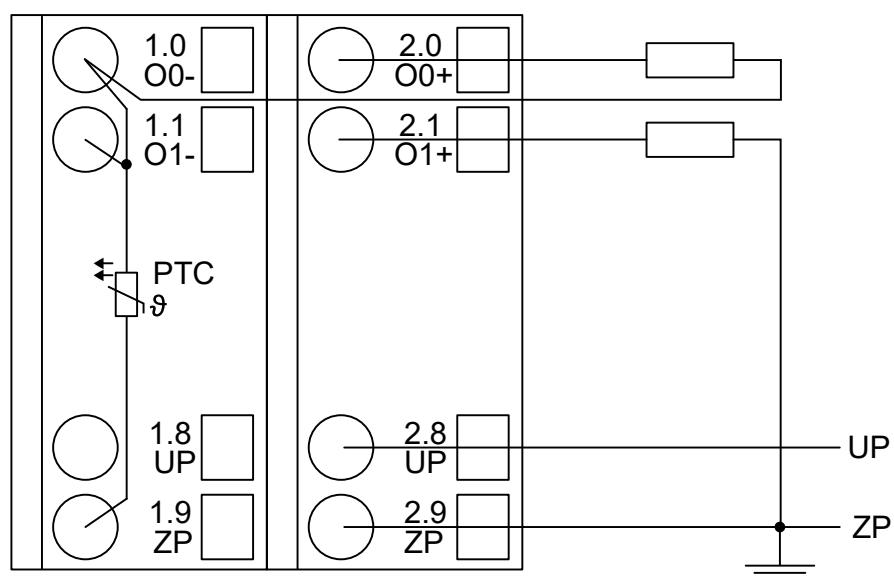 1.0
O0-
2.0
O0+
1.1
O1-
2.1
O1+
PTC
ϑ
1.8
UP
2.8
UP
UP
1.9
ZP
2.9
ZP
ZP